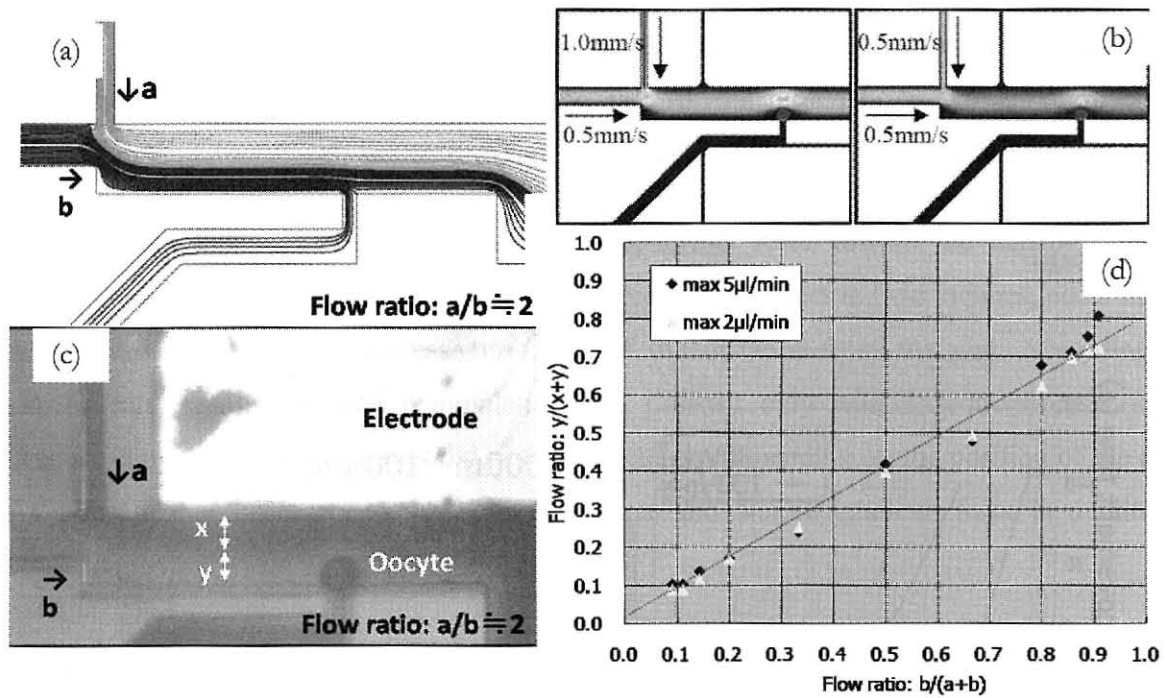 (a)
↓a
→
b
Flow ratio: a/b≒2
(b)
1.0mm/s
0.5mm/s
0.5mm/s
0.5mm/s
(c)
Electrode
↓a
x
y
Oocyte
→
b
Flow ratio: a/b≒2
(d)
1.0
0.9
0.8
0.7
0.6
0.5
0.4
0.3
0.2
0.1
0.0
Flow ratio: y/(x+y)
◆ max 5μl/min
▲ max 2μl/min
0.0 0.1 0.2 0.3 0.4 0.5 0.6 0.7 0.8 0.9 1.0
Flow ratio: b/(a+b)